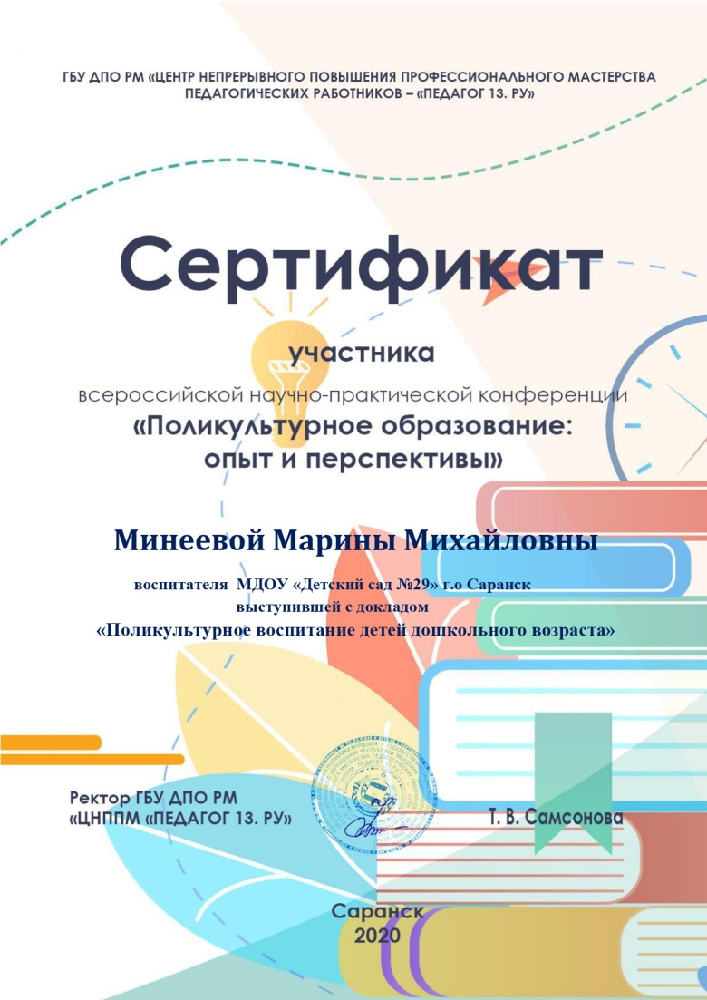 ГБУ ДПО РМ «ЦЕНТР НЕПРЕРЫВНОГО ПОВЫШЕНИЯ ПРОФЕССИОНАЛЬНОГО МАСТЕРСТВА
ПЕДАГОГИЧЕСКИХ РАБОТНИКОВ – «ПЕДАГОГ 13. РУ»
Сертификат
участника
всероссийской научно-практической конференции
«Поликультурное образование:
опыт и перспективы»
Минеевой Марины Михайловны
воспитателя МДОУ «Детский сад №29» г.о Саранск
выступившей с докладом
«Поликультурное воспитание детей дошкольного возраста»
Ректор ГБУ ДПО РМ
«ЦНППМ «ПЕДАГОГ 13. РУ»
Т. В. Самсонова
Саранск
2020